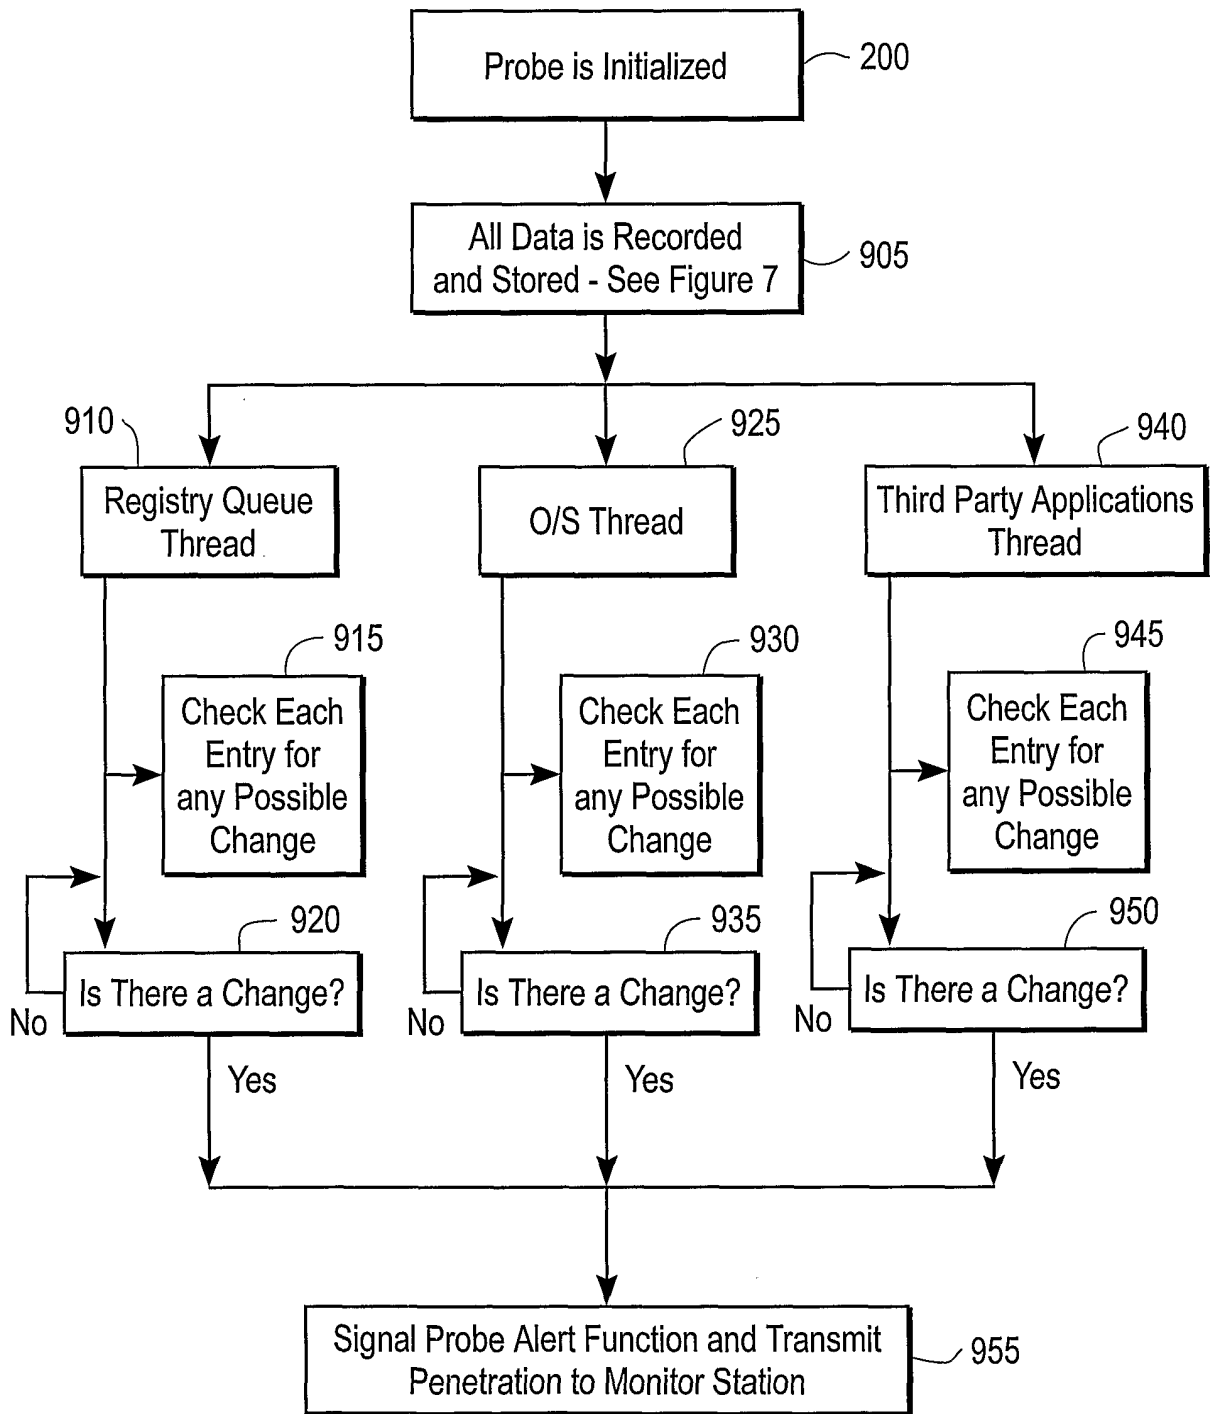 Probe is Initialized
200
All Data is Recorded
and Stored - See Figure 7
905
910
925
940
Registry Queue
Thread
O/S Thread
Third Party Applications
Thread
915
930
945
Check Each
Entry for
any Possible
Change
Check Each
Entry for
any Possible
Change
Check Each
Entry for
any Possible
Change
920
935
950
Is There a Change?
Is There a Change?
Is There a Change?
No
No
No
Yes
Yes
Yes
Signal Probe Alert Function and Transmit
Penetration to Monitor Station
955